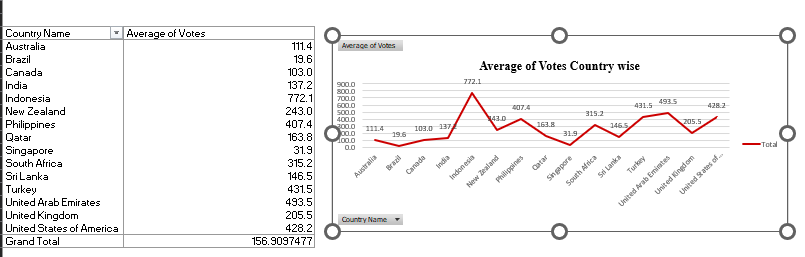 Country Name Average of Votes
Australia 111.4
Brazil 19.6
Canada 103.0
India 137.2
Indonesia 772.1
New Zealand 243.0
Philippines 407.4
Qatar 163.8
Singapore 31.9
South Africa 315.2
Sri Lanka 146.5
Turkey 431.5
United Arab Emirates 493.5
United Kingdom 205.5
United States of America 428.2
Grand Total 156.9097477
Average of Votes
Average of Votes Country wise
900.0
800.0
700.0
600.0
500.0
300.0
200.0
100.0
0.0
111.4
19.6
103.0
137.2
772.1
243.0
407.4
163.8
31.9
315.2
146.5
431.5
493.5
205.5
428.2
Total
Australia
Brazil
Canada
India
Indonesia
New Zealand
Philippines
Qatar
Singapore
South Africa
Sri Lanka
Turkey
United Arab Emirates
United Kingdom
United States of...
Country Name